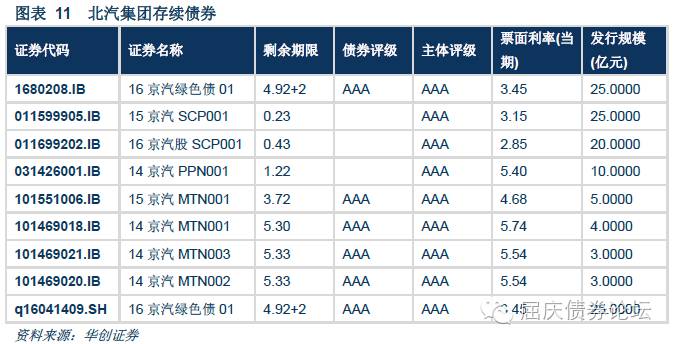 图表 11 北汽集团存续债券
证券代码 证券名称 剩余期限 债券评级 主体评级 票面利率(当期) 发行规模(亿元)
1680208.IB 16 京汽绿色债 01 4.92+2 AAA AAA 3.45 25.0000
011599905.IB 15 京汽 SCP001 0.23 AAA 3.15 25.0000
011699202.IB 16 京汽股 SCP001 0.43 AAA 2.85 20.0000
031426001.IB 14 京汽 PPN001 1.22 AAA 5.40 10.0000
101551006.IB 15 京汽 MTN001 3.72 AAA AAA 4.68 5.0000
101469018.IB 14 京汽 MTN001 5.30 AAA AAA 5.74 4.0000
101469021.IB 14 京汽 MTN003 5.33 AAA AAA 5.54 3.0000
101469020.IB 14 京汽 MTN002 5.33 AAA AAA 5.54 3.0000
q16041409.SH 16 京汽绿色债 01 4.92+2 AAA AAA 3.45 25.0000
屈庆债券论坛
资料来源：华创证券